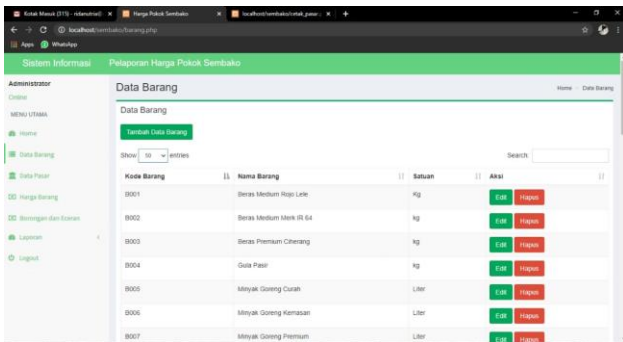 Kotak Masuk (315) - ridanutrisel
Harga Pokok Sembako
localhost/sembako/cetak_pasar
localhost/sembako/barang.php
Apps WhatsApp
Sistem Informasi Pelaporan Harga Pokok Sembako
Administrator
Online
MENU UTAMA
Home
Data Barang
Data Pasar
Harga Barang
Borongan dan Eceran
Laporan
Logout
Data Barang
Home Data Barang
Data Barang
Tambah Data Barang
Show 50 entries Search:
Kode Barang Nama Barang Satuan Aksi
B001 Beras Medium Rojo Lele Kg Edit Hapus
B002 Beras Medium Merk IR 64 kg Edit Hapus
B003 Beras Premium Ciherang kg Edit Hapus
B004 Gula Pasir kg Edit Hapus
B005 Minyak Goreng Curah Liter Edit Hapus
B006 Minyak Goreng Kemasan Liter Edit Hapus
B007 Minyak Goreng Premium Liter Edit Hapus